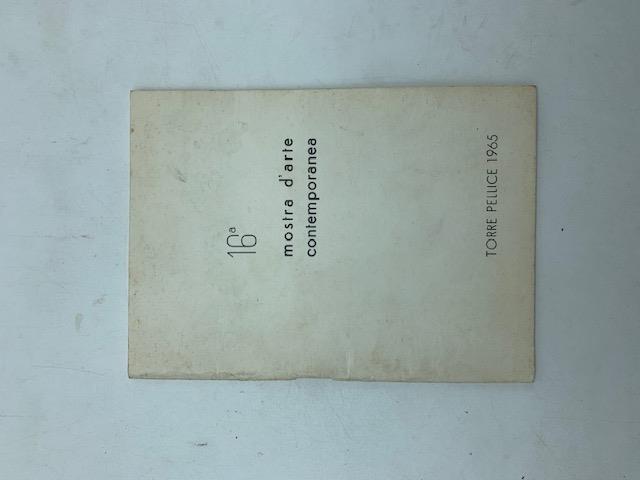 16ª
mostra d'arte
contemporanea
TORRE PELLICE 1965